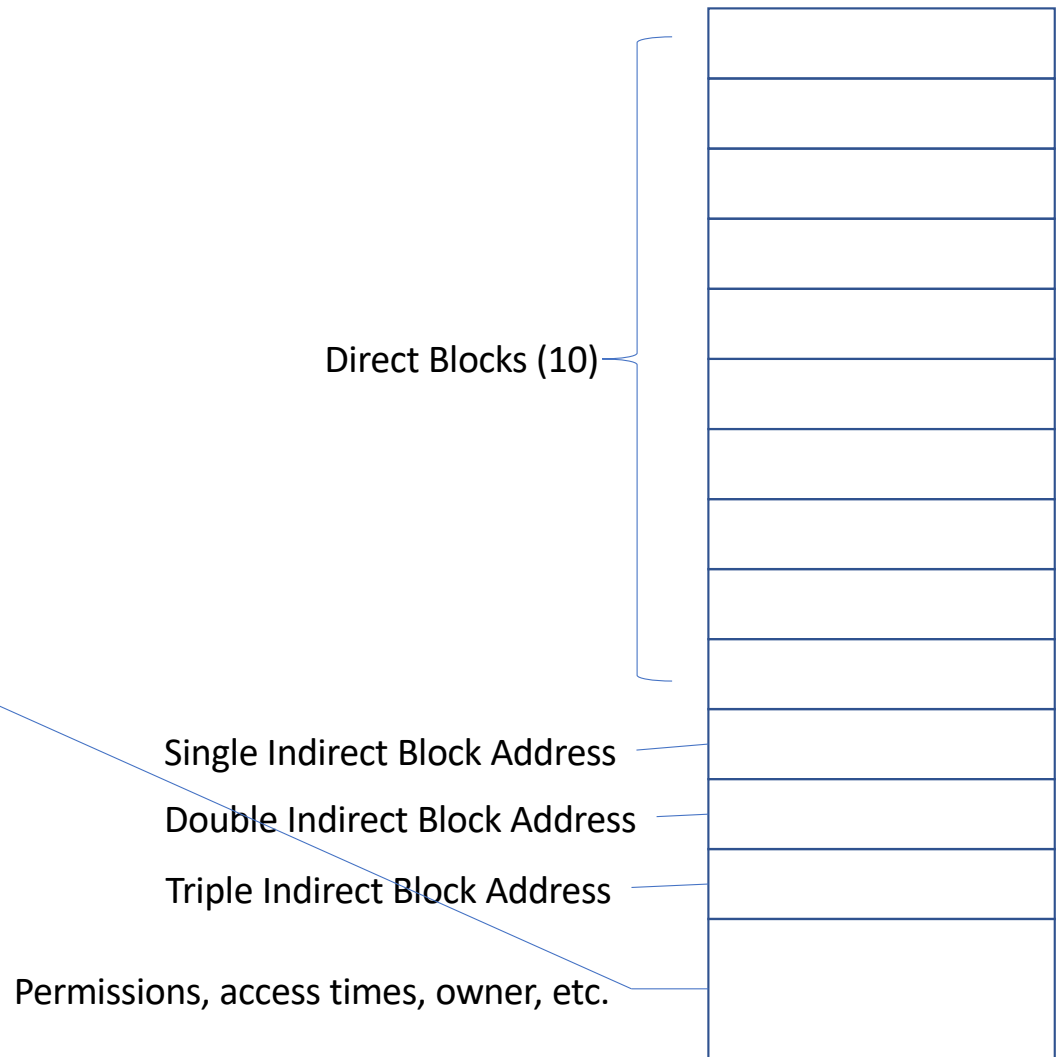 Direct Blocks (10)
Single Indirect Block Address
Double Indirect Block Address
Triple Indirect Block Address
Permissions, access times, owner, etc.